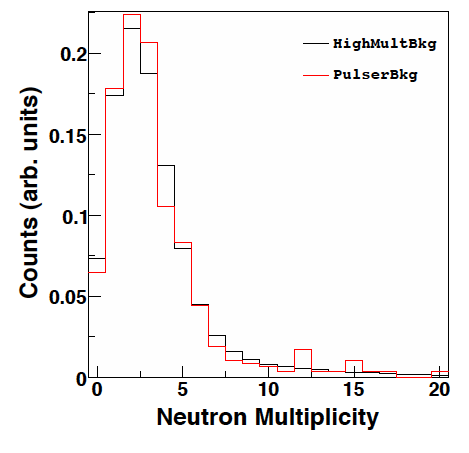 HighMultBkg
PulserBkg
0.2
0.15
0.1
0.05
0
0 5 10 15 20
Counts (arb. units)
Neutron Multiplicity